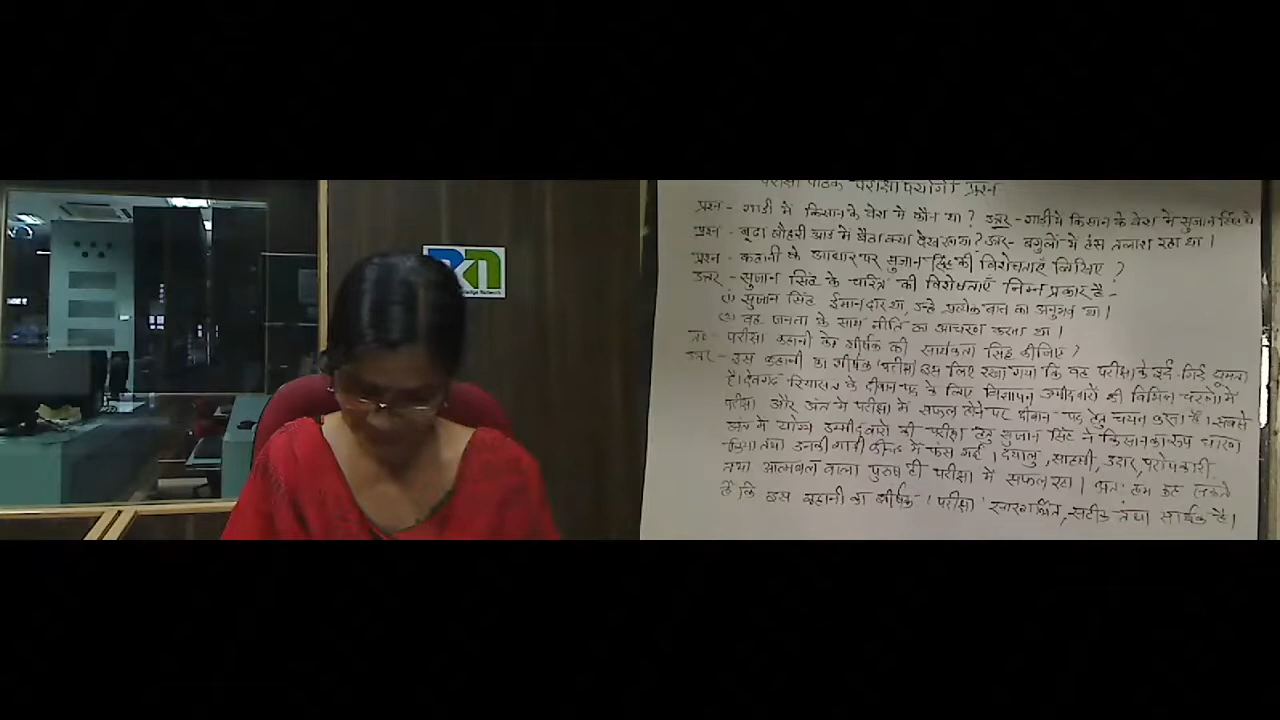 RKN
परीक्षा पाठके परीक्षापयोगी प्रश्न
प्रश्न - गाडी में किसान के वेश में कौन था ? उत्तर - गाडी में किसान के वेश में सुजान सिंह थे
प्रश्न - बूढा जौहरी आड में बैठा क्या देख रहा था ? उत्तर - बगुलों में हंस तलाश रहा था ।
प्रश्न - कहानी के आधार पर सुजान सिंह की विशेषताएँ लिखिए ?
उत्तर - सुजान सिंह के चरित्र की विशेषताएँ निम्न प्रकार है -
(1) सुजान सिंह ईमानदार था, उन्हे प्रत्येक बात का अनुभव था ।
(2) वह जनता के साथ नीति का आचरण करता था ।
प्रश्न - परीक्षा कहानी के शीर्षक की सार्थकता सिद्ध कीजिए ?
उत्तर - इस कहानी का शीर्षक 'परीक्षा' इस लिए रखा गया कि वह परीक्षा के इर्द गिर्द घूमता
है। देवगढ रियासत के दीवान पद के लिए विज्ञापन उम्मीदवारों की विभिन्न चरणो में
परीक्षा और अंत में परीक्षा में सफल होने पर दीवान - पद हेतु चयन करता है । सबसे
अंत में योग्य उम्मीदवारो की परीक्षा हेतु सुजान सिंह ने किसान का रूप धारण
किया तथा उनकी गाडी कीचड में फंस गई । दयालु, साहसी, उदार, परोपकारी
तथा आत्मबल वाला पुरुष ही परीक्षा में सफल रहा । अतः हम कह सकते
है कि इस कहानी का शीर्षक 'परीक्षा' सारगर्भित, सटीक तथा सार्थक है ।